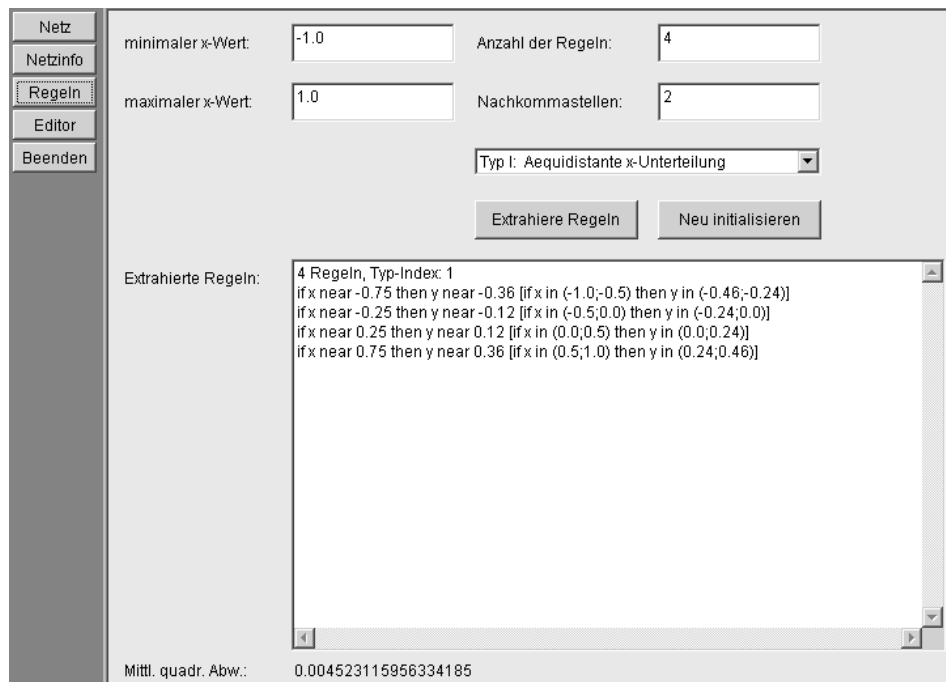 Netz
Netzinfo
Regeln
Editor
Beenden
minimaler x-Wert: -1.0 Anzahl der Regeln: 4
maximaler x-Wert: 1.0 Nachkommastellen: 2
Typ I: Aequidistante x-Unterteilung
Extrahiere Regeln Neu initialisieren
Extrahierte Regeln:
4 Regeln, Typ-Index: 1
if x near -0.75 then y near -0.36 [if x in (-1.0;-0.5) then y in (-0.46;-0.24)]
if x near -0.25 then y near -0.12 [if x in (-0.5;0.0) then y in (-0.24;0.0)]
if x near 0.25 then y near 0.12 [if x in (0.0;0.5) then y in (0.0;0.24)]
if x near 0.75 then y near 0.36 [if x in (0.5;1.0) then y in (0.24;0.46)]
Mittl. quadr. Abw.: 0.004523115956334185